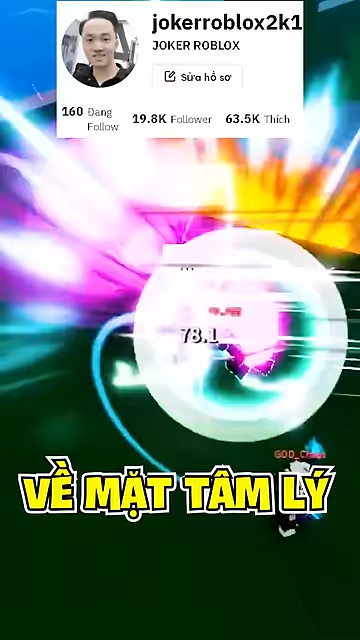 jokerroblox2k1
JOKER ROBLOX
Sửa hồ sơ
160 Đang Follow
19.8K Follower
63.5K Thích
...
78.1
VỀ MẶT TÂM LÝ